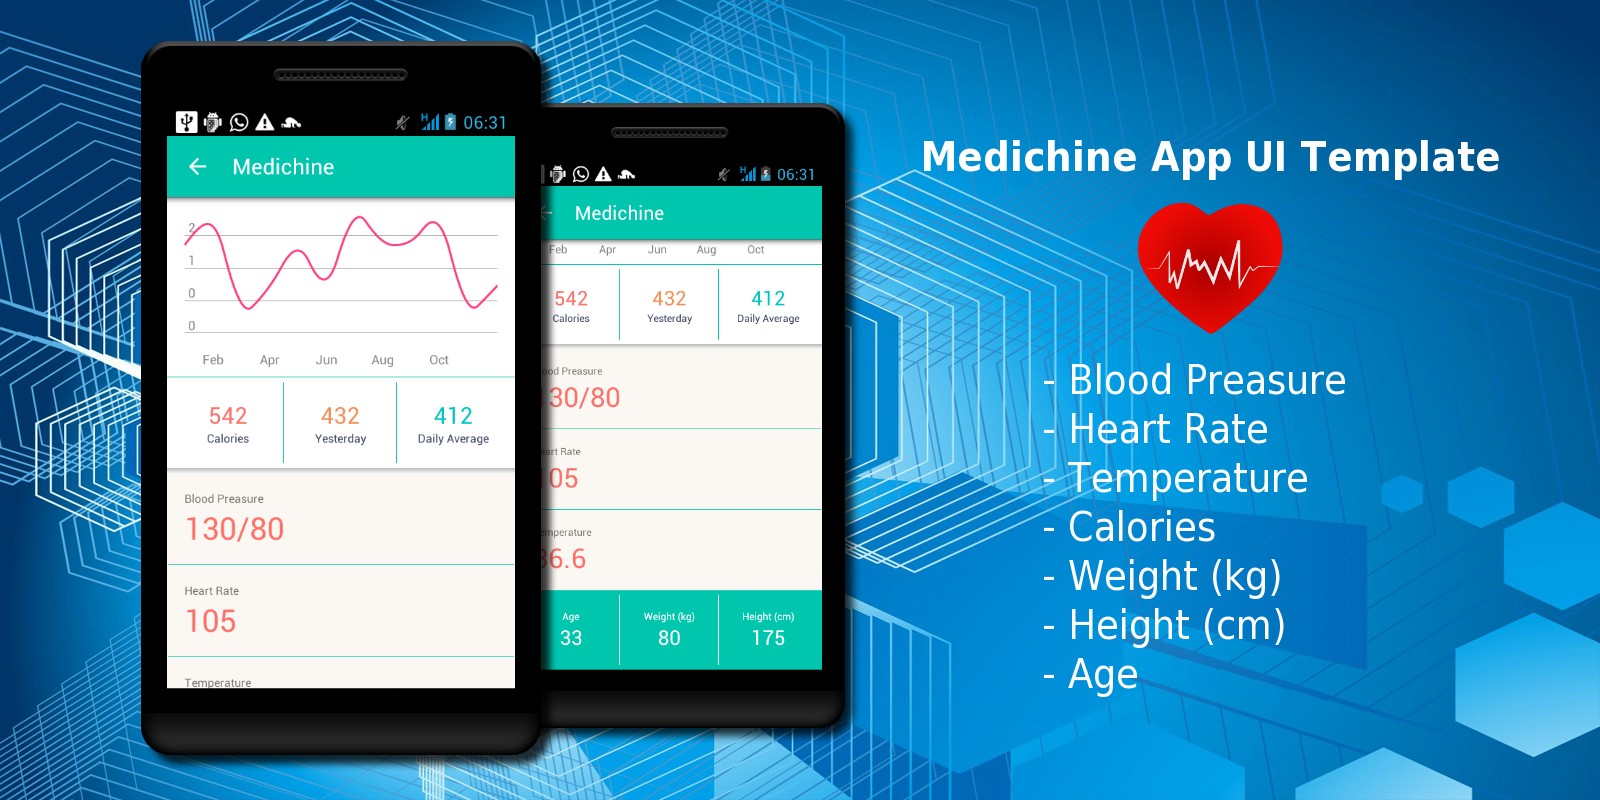 06:31
Medichine
2
1
0
0
Feb Apr Jun Aug Oct
542 432 412
Calories Yesterday Daily Average
Blood Preasure
130/80
Heart Rate
105
Temperature
H
06:31
Medichine
Feb Apr Jun Aug Oct
542 432 412
Calories Yesterday Daily Average
ood Preasure
30/80
eart Rate
05
emperature
36.6
Age Weight (kg) Height (cm)
33 80 175
Medichine App UI Template
- Blood Preasure
- Heart Rate
- Temperature
- Calories
- Weight (kg)
- Height (cm)
- Age